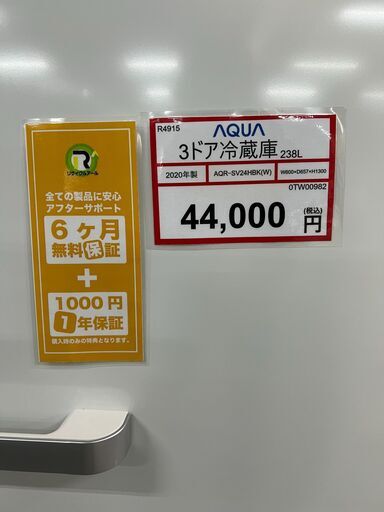 リサイクルアール
全ての製品に安心
アフターサポート
6ヶ月
無料保証
+
1000円
1年保証
購入時のみの特典となります。
R4915
AQUA
3ドア冷蔵庫 238L
2020年製 AQR-SV24HBK(W) W600×D657×H1300
0TW00982
44,000円(税込)